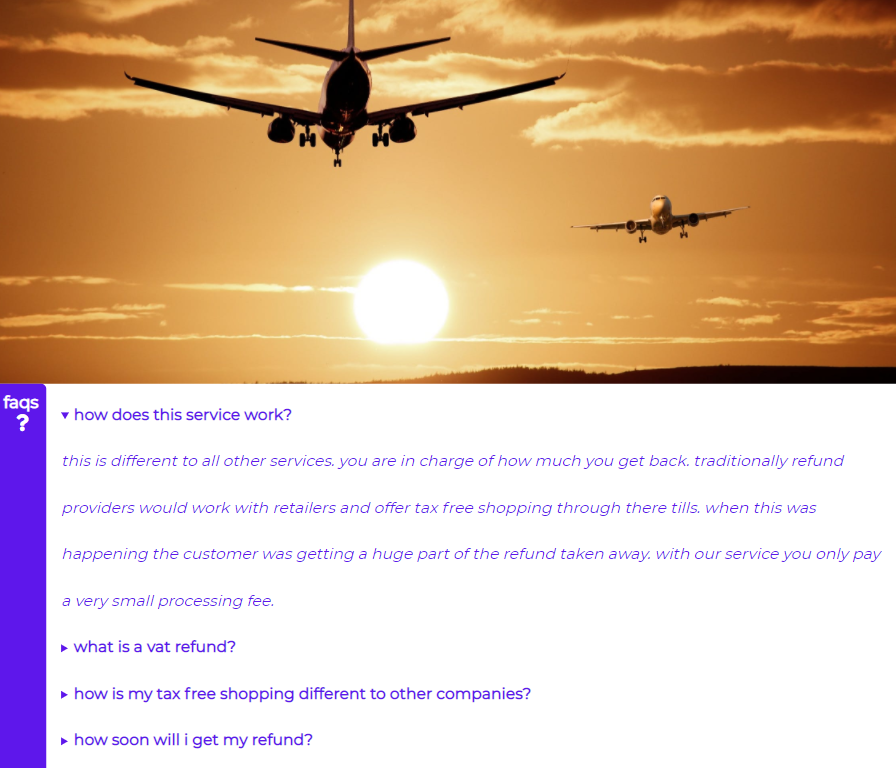 faqs
?
how does this service work?
this is different to all other services. you are in charge of how much you get back. traditionally refund
providers would work with retailers and offer tax free shopping through there tills. when this was
happening the customer was getting a huge part of the refund taken away. with our service you only pay
a very small processing fee.
what is a vat refund?
how is my tax free shopping different to other companies?
how soon will i get my refund?